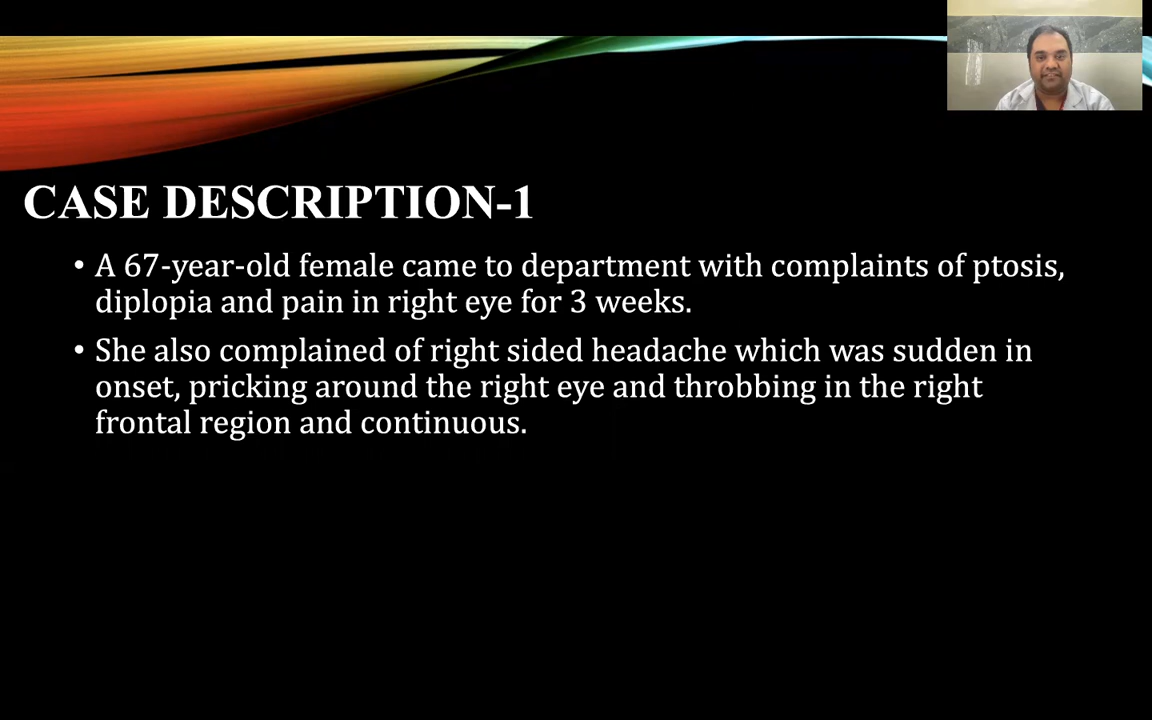 CASE DESCRIPTION-1
• A 67-year-old female came to department with complaints of ptosis,
diplopia and pain in right eye for 3 weeks.
• She also complained of right sided headache which was sudden in
onset, pricking around the right eye and throbbing in the right
frontal region and continuous.